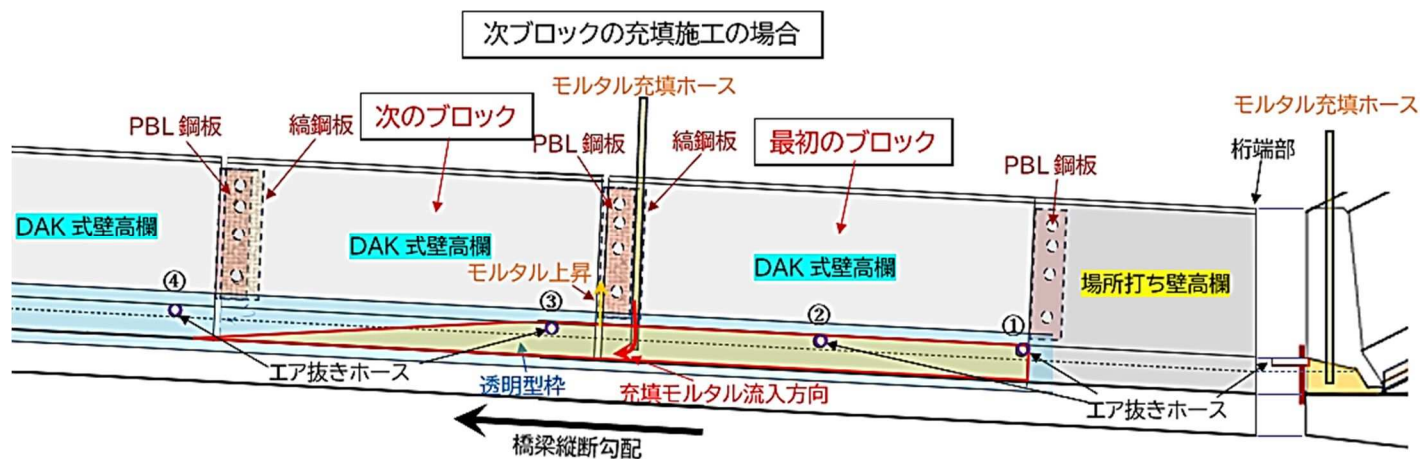 次ブロックの充填施工の場合
モルタル充填ホース
モルタル充填ホース
PBL 鋼板
縞鋼板
次のブロック
PBL 鋼板
縞鋼板
最初のブロック
PBL 鋼板
桁端部
DAK 式壁高欄
DAK 式壁高欄
DAK 式壁高欄
場所打ち壁高欄
モルタル上昇
④
③
②
①
エア抜きホース
透明型枠
充填モルタル流入方向
エア抜きホース
橋梁縦断勾配